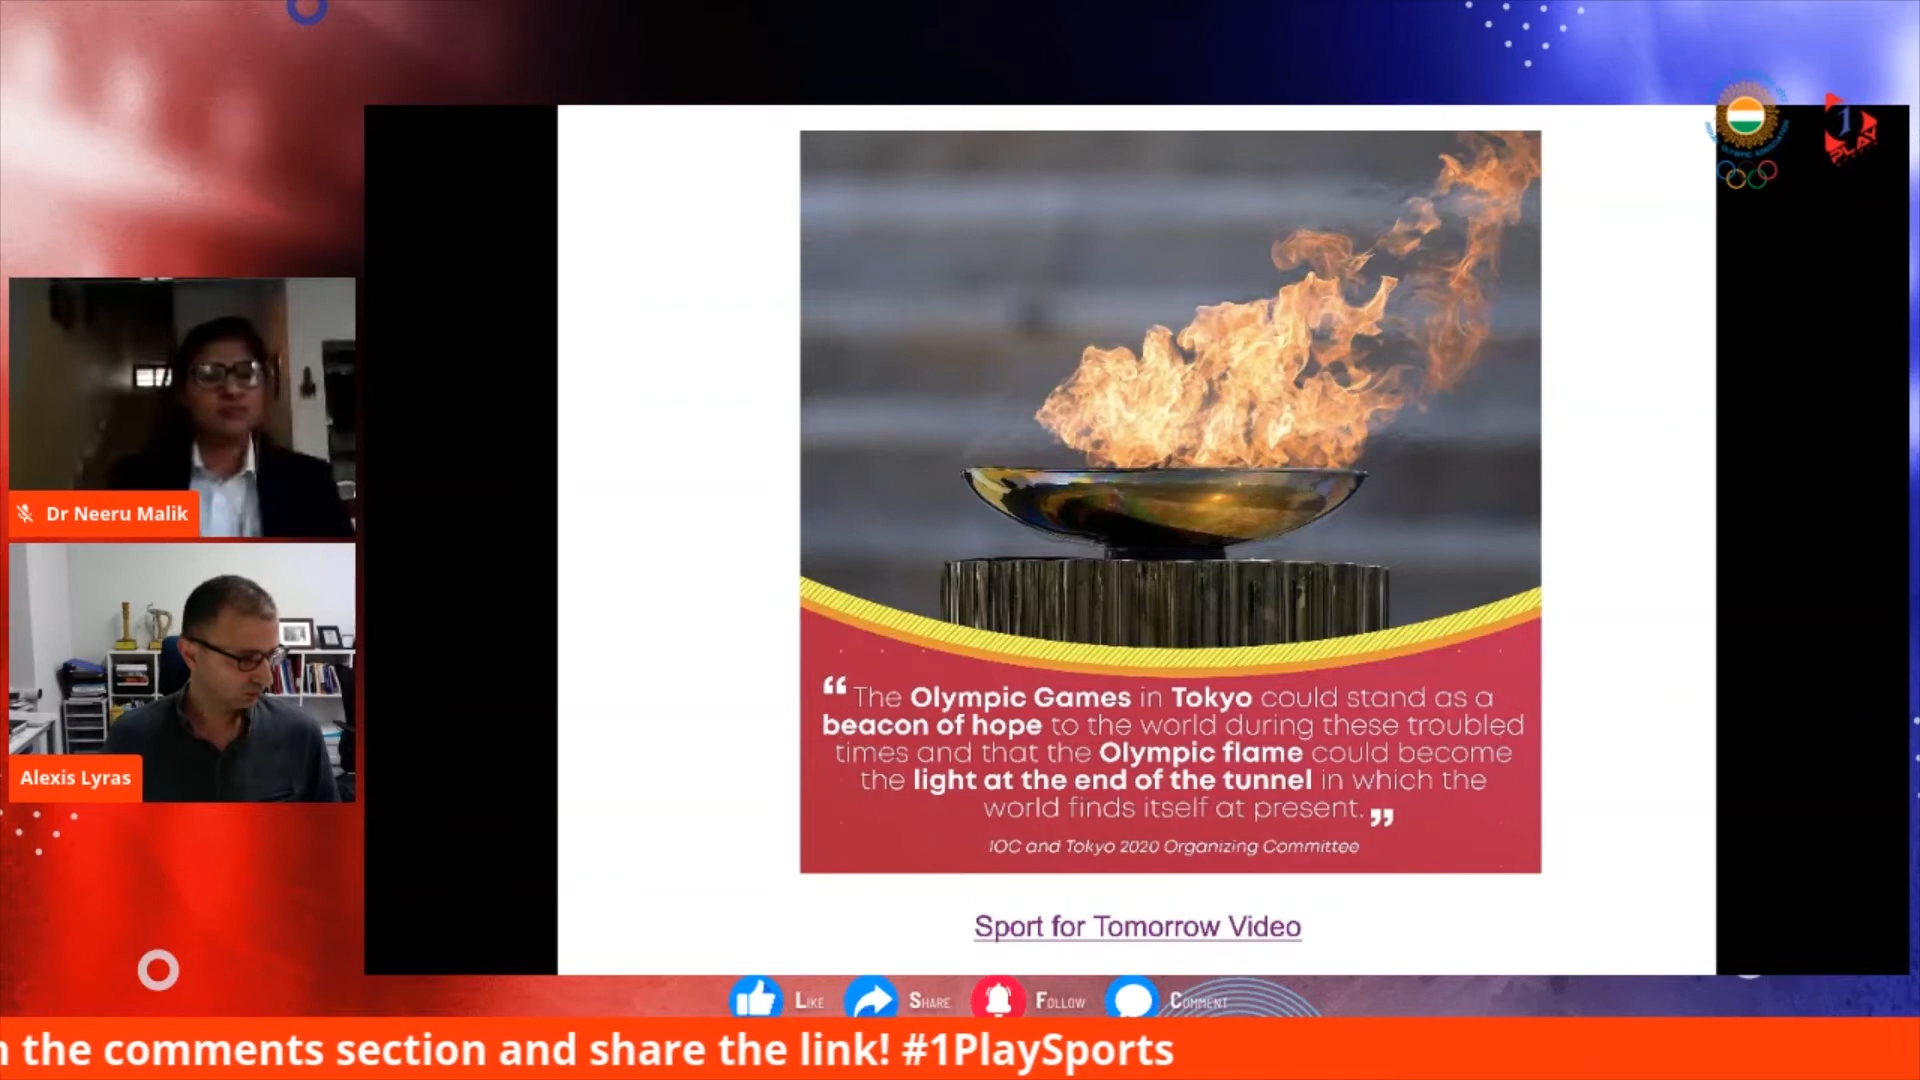 1
PLAY
Dr Neeru Malik
Alexis Lyras
“The Olympic Games in Tokyo could stand as a
beacon of hope to the world during these troubled
times and that the Olympic flame could become
the light at the end of the tunnel in which the
world finds itself at present.”
IOC and Tokyo 2020 Organizing Committee
Sport for Tomorrow Video
LIKE SHARE FOLLOW COMMENT
the comments section and share the link! #1PlaySports